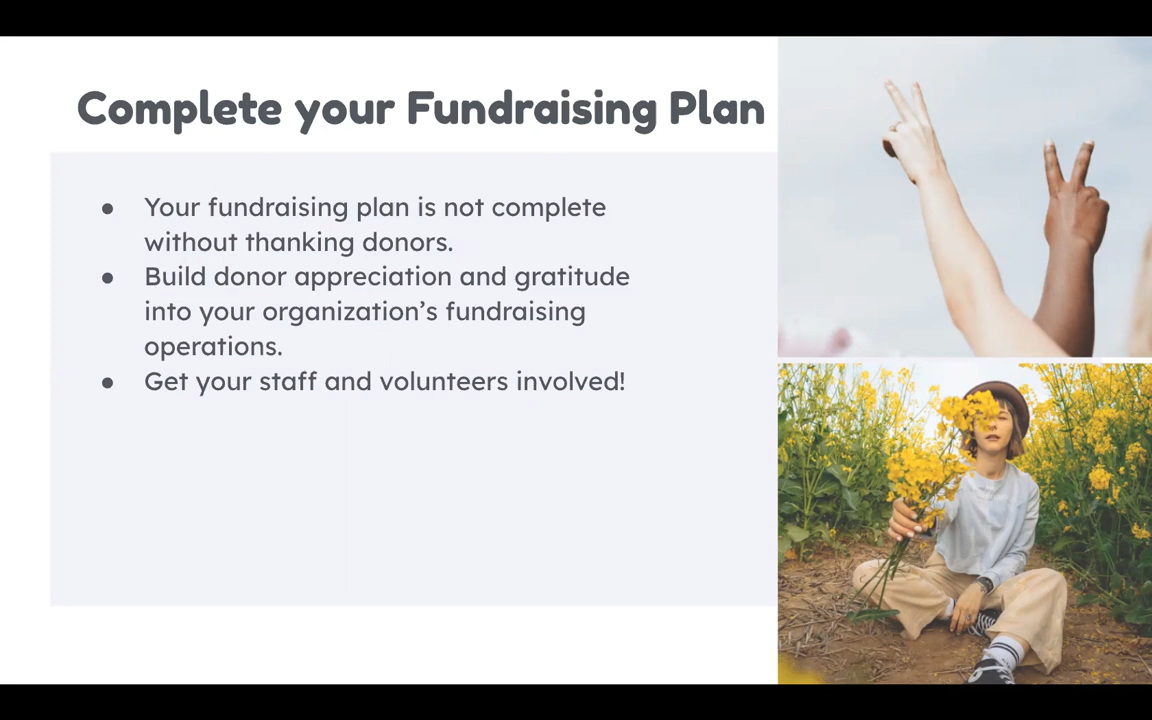 Complete your Fundraising Plan
● Your fundraising plan is not complete
without thanking donors.
● Build donor appreciation and gratitude
into your organization’s fundraising
operations.
● Get your staff and volunteers involved!